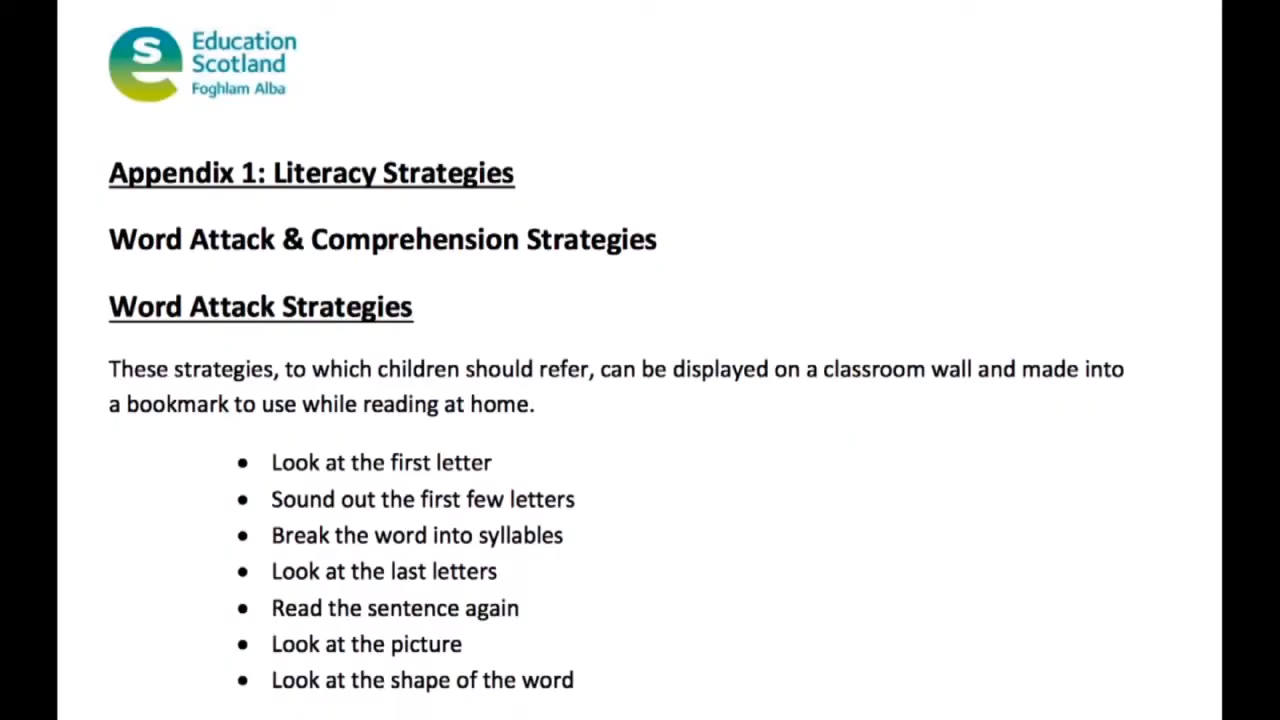 Education
Scotland
Foghlam Alba
Appendix 1: Literacy Strategies
Word Attack & Comprehension Strategies
Word Attack Strategies
These strategies, to which children should refer, can be displayed on a classroom wall and made into
a bookmark to use while reading at home.
• Look at the first letter
• Sound out the first few letters
• Break the word into syllables
• Look at the last letters
• Read the sentence again
• Look at the picture
• Look at the shape of the word